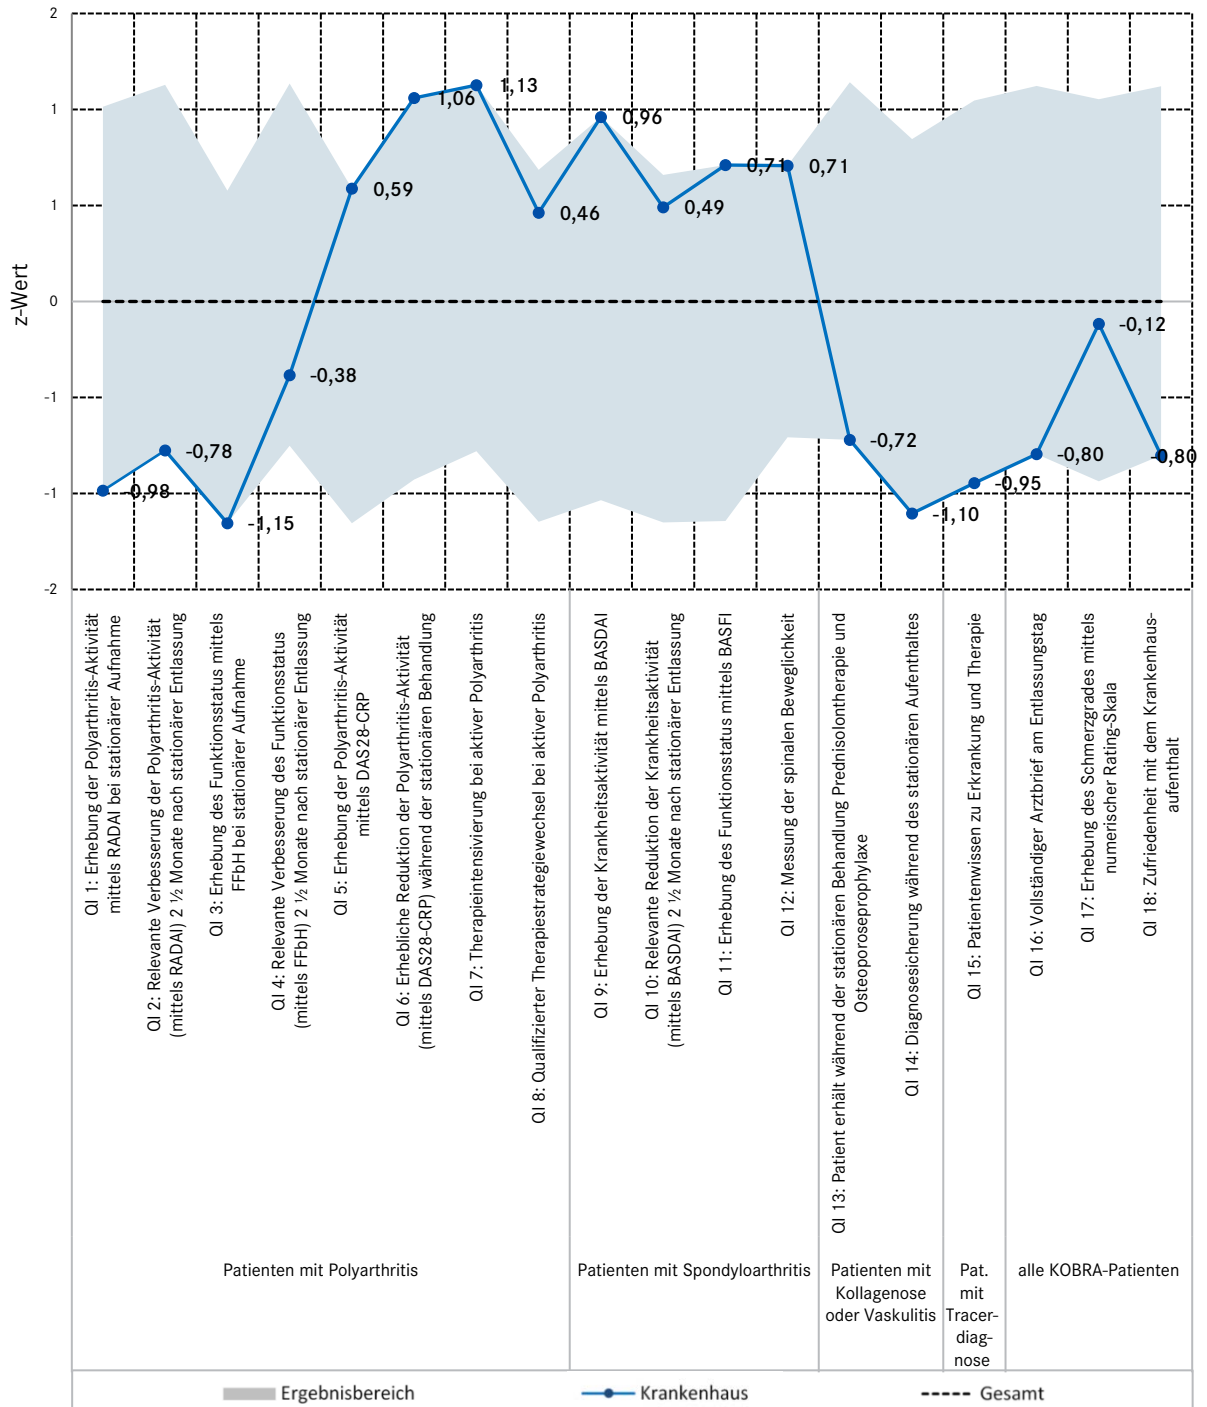 2
1
1
0
-1
-1
-2
z-Wert
-0,98
-0,78
-1,15
-0,38
0,59
1,06
1,13
0,46
0,96
0,49
0,71
0,71
-0,72
-1,10
-0,95
-0,80
-0,12
-0,80
QI 1: Erhebung der Polyarthritis-Aktivität
mittels RADAI bei stationärer Aufnahme
QI 2: Relevante Verbesserung der Polyarthritis-Aktivität
(mittels RADAI) 2 ½ Monate nach stationärer Entlassung
QI 3: Erhebung des Funktionsstatus mittels
FFbH bei stationärer Aufnahme
QI 4: Relevante Verbesserung des Funktionsstatus
(mittels FFbH) 2 ½ Monate nach stationärer Entlassung
QI 5: Erhebung der Polyarthritis-Aktivität
mittels DAS28-CRP
QI 6: Erhebliche Reduktion der Polyarthritis-Aktivität
(mittels DAS28-CRP) während der stationären Behandlung
QI 7: Therapieintensivierung bei aktiver Polyarthritis
QI 8: Qualifizierter Therapiestrategiewechsel bei aktiver Polyarthritis
QI 9: Erhebung der Krankheitsaktivität mittels BASDAI
QI 10: Relevante Reduktion der Krankheitsaktivität
(mittels BASDAI) 2 ½ Monate nach stationärer Entlassung
QI 11: Erhebung des Funktionsstatus mittels BASFI
QI 12: Messung der spinalen Beweglichkeit
QI 13: Patient erhält während der stationären Behandlung Prednisolontherapie und
Osteoporoseprophylaxe
QI 14: Diagnosesicherung während des stationären Aufenthaltes
QI 15: Patientenwissen zu Erkrankung und Therapie
QI 16: Vollständiger Arztbrief am Entlassungstag
QI 17: Erhebung des Schmerzgrades mittels
numerischer Rating-Skala
QI 18: Zufriedenheit mit dem Krankenhaus-
aufenthalt
Patienten mit Polyarthritis
Patienten mit Spondyloarthritis
Patienten mit
Kollagenose
oder Vaskulitis
Pat.
mit
Tracer-
diag-
nose
alle KOBRA-Patienten
Ergebnisbereich
Krankenhaus
Gesamt